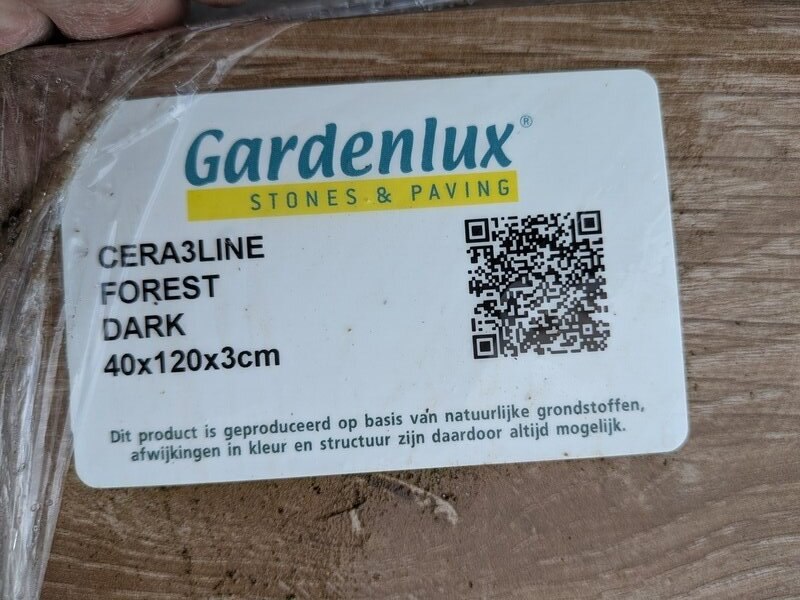 Gardenlux®
STONES & PAVING
CERA3LINE
FOREST
DARK
40x120x3cm
Dit product is geproduceerd op basis van natuurlijke grondstoffen,
afwijkingen in kleur en structuur zijn daardoor altijd mogelijk.